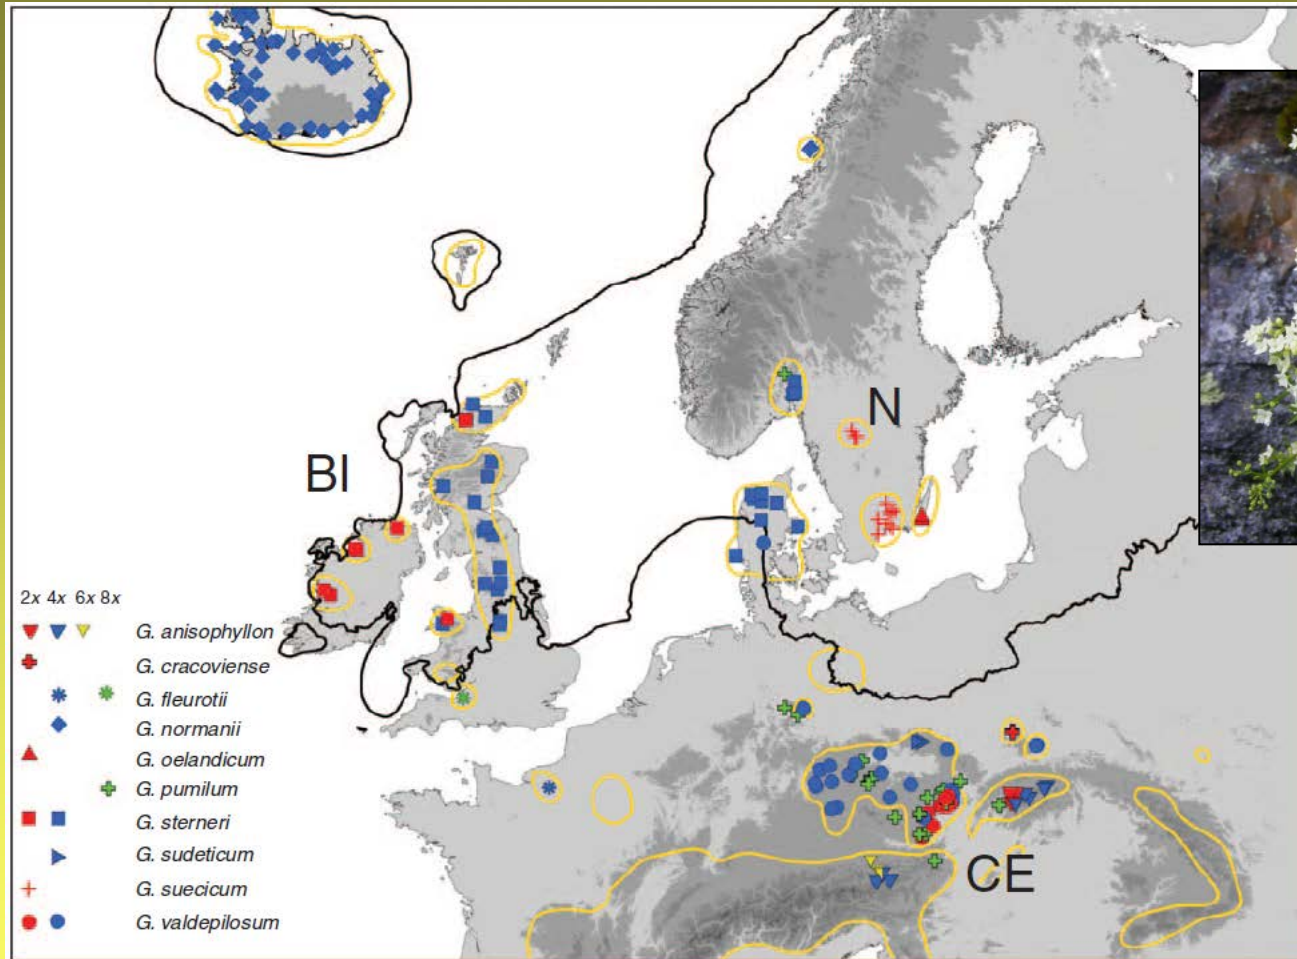 BI
N
CE
2x 4x 6x 8x
G. anisophyllon
G. cracoviense
G. fleurotii
G. normanii
G. oelandicum
G. pumilum
G. sterneri
G. sudeticum
G. suecicum
G. valdepilosum